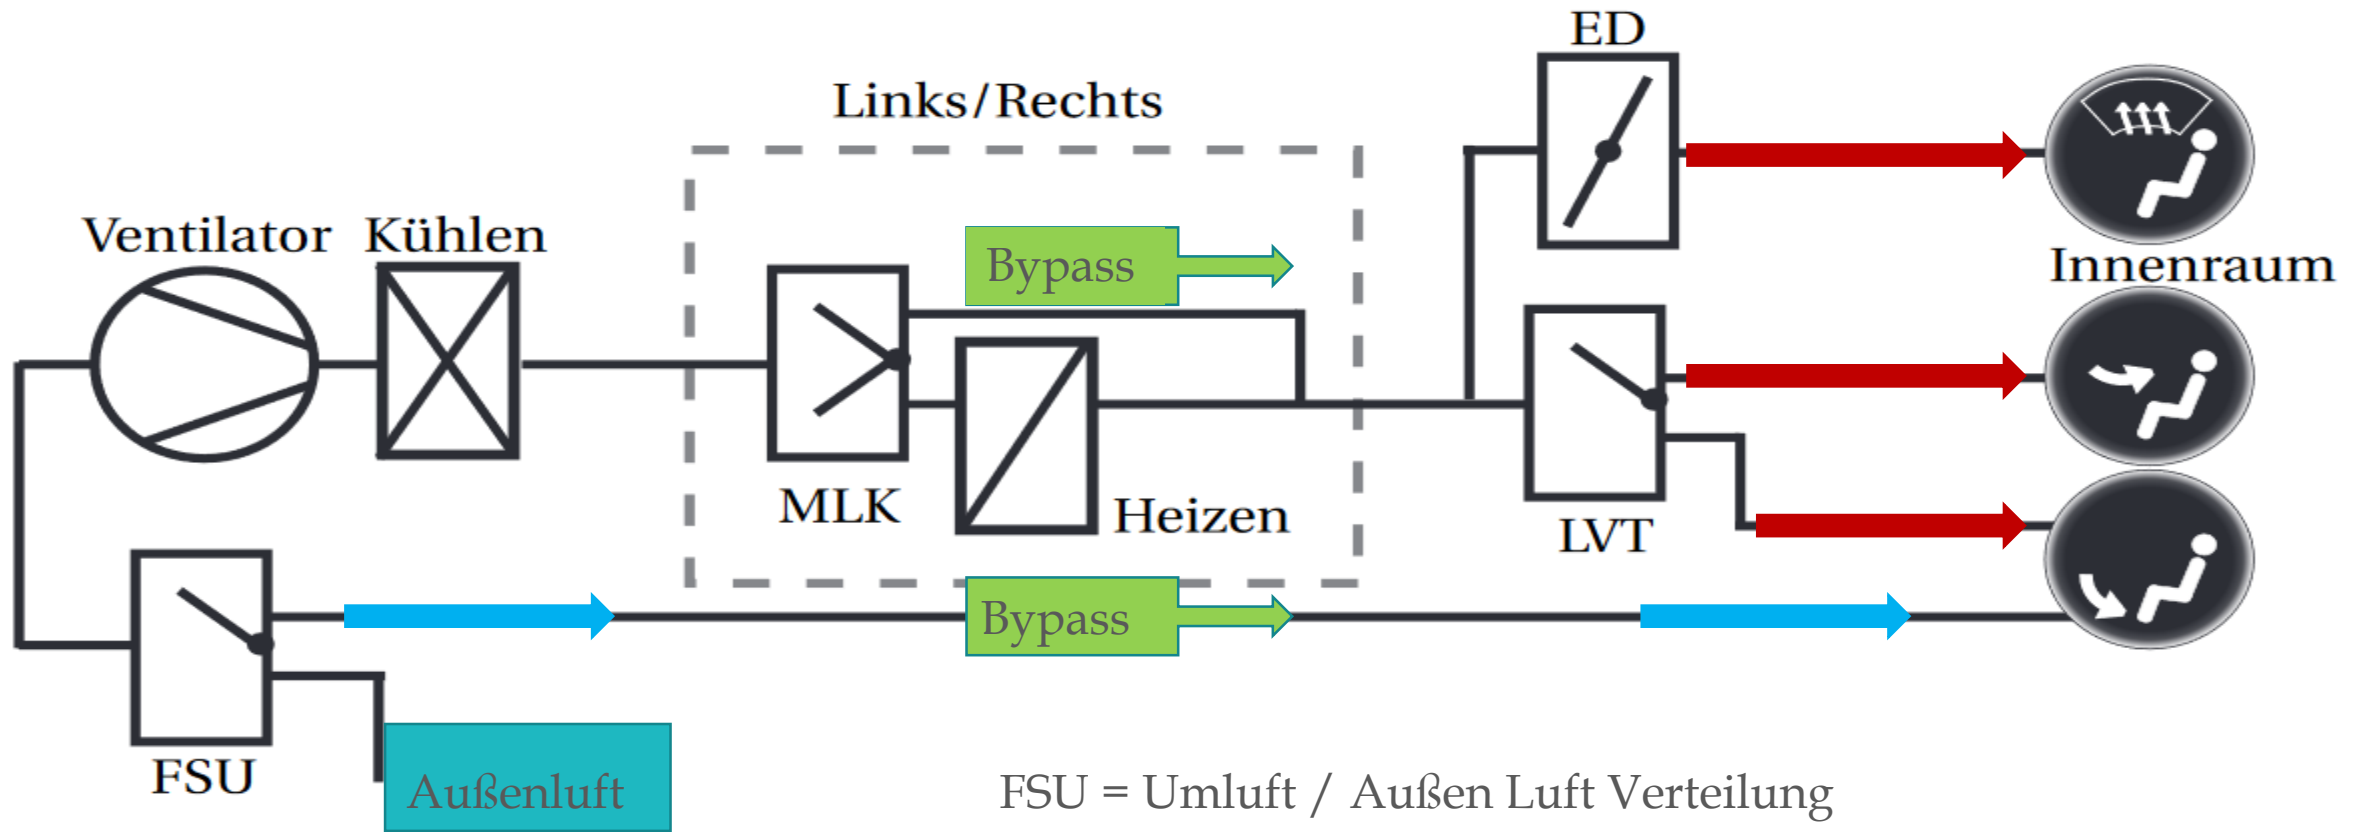 ED
Links/Rechts
Ventilator
Kühlen
Bypass
Innenraum
MLK
Heizen
LVT
Bypass
FSU
Außenluft
FSU = Umluft / Außen Luft Verteilung